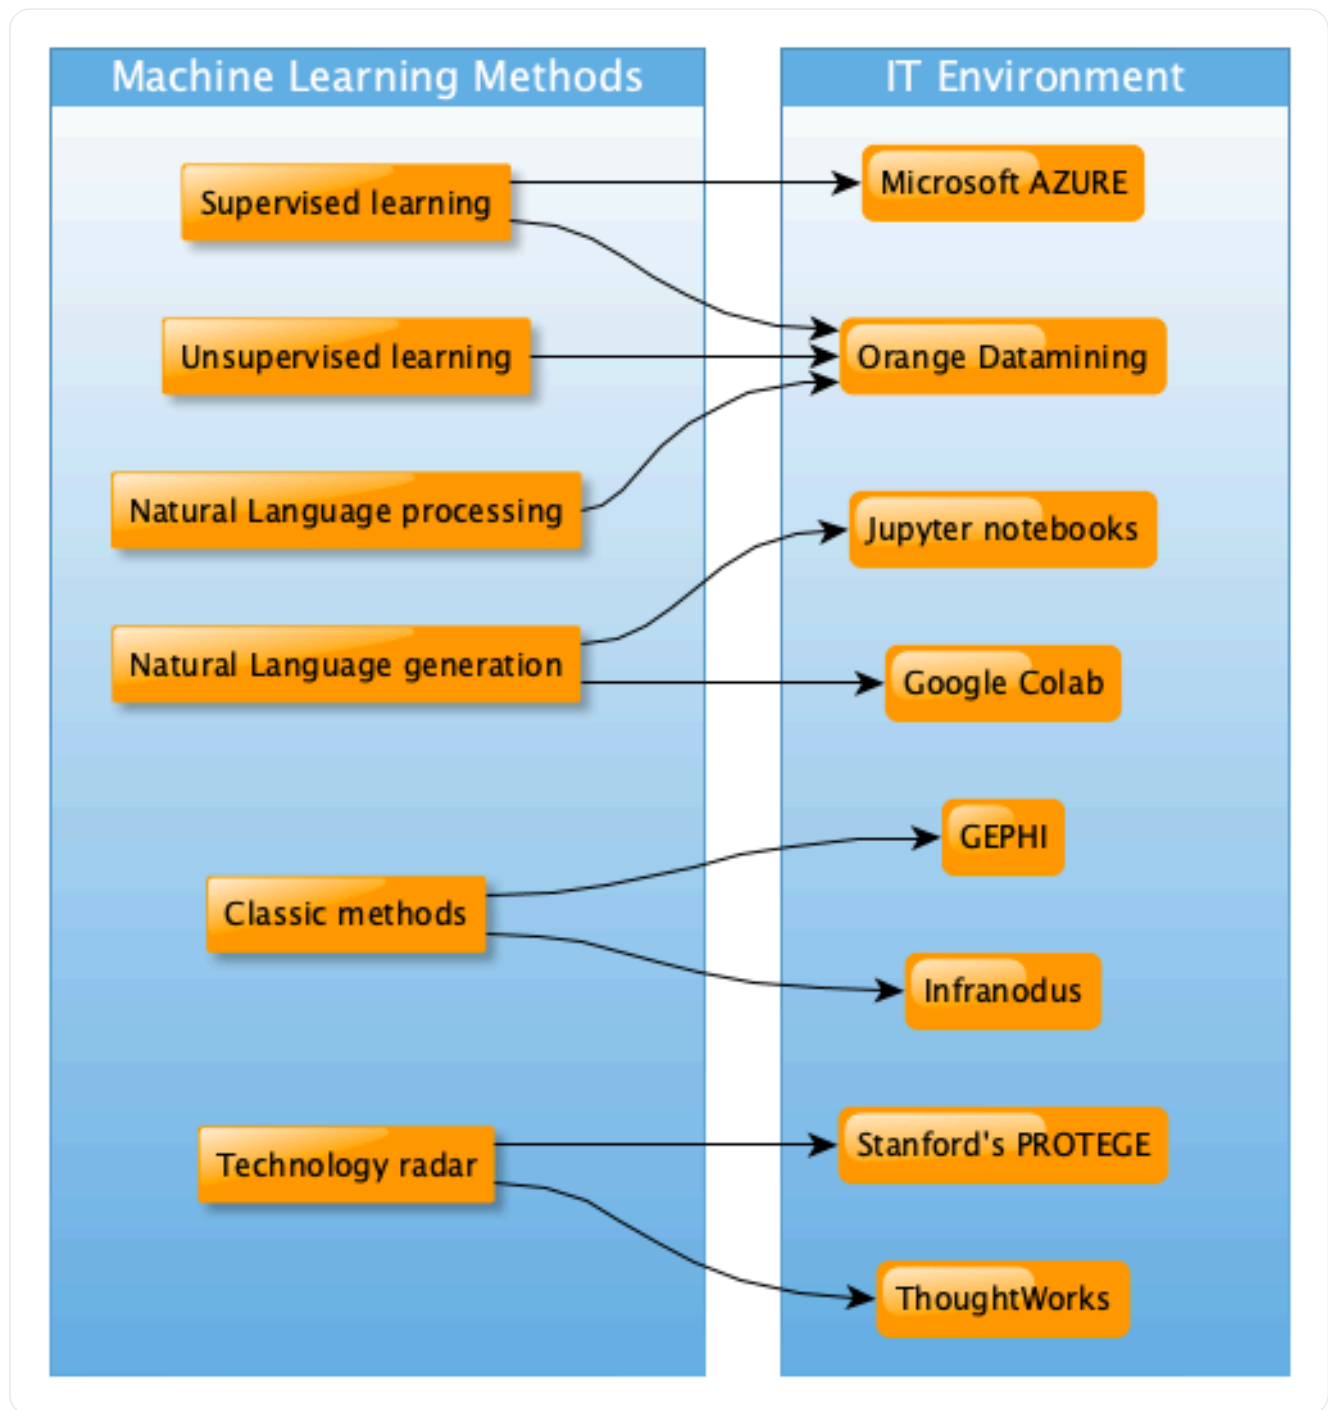 Machine Learning Methods
Supervised learning
Unsupervised learning
Natural Language processing
Natural Language generation
Classic methods
Technology radar
IT Environment
Microsoft AZURE
Orange Datamining
Jupyter notebooks
Google Colab
GEPHI
Infranodus
Stanford's PROTEGE
ThoughtWorks